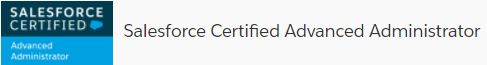 SALESFORCE
CERTIFIED
Advanced
Administrator
Salesforce Certified Advanced Administrator